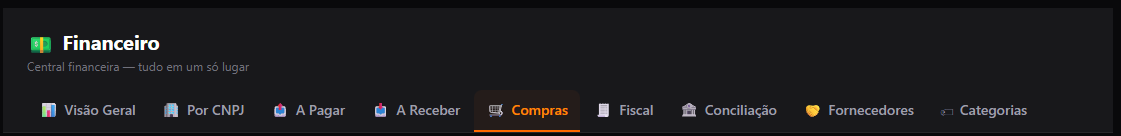 Financeiro
Central financeira — tudo em um só lugar
Visão Geral Por CNPJ A Pagar A Receber Compras Fiscal Conciliação Fornecedores Categorias